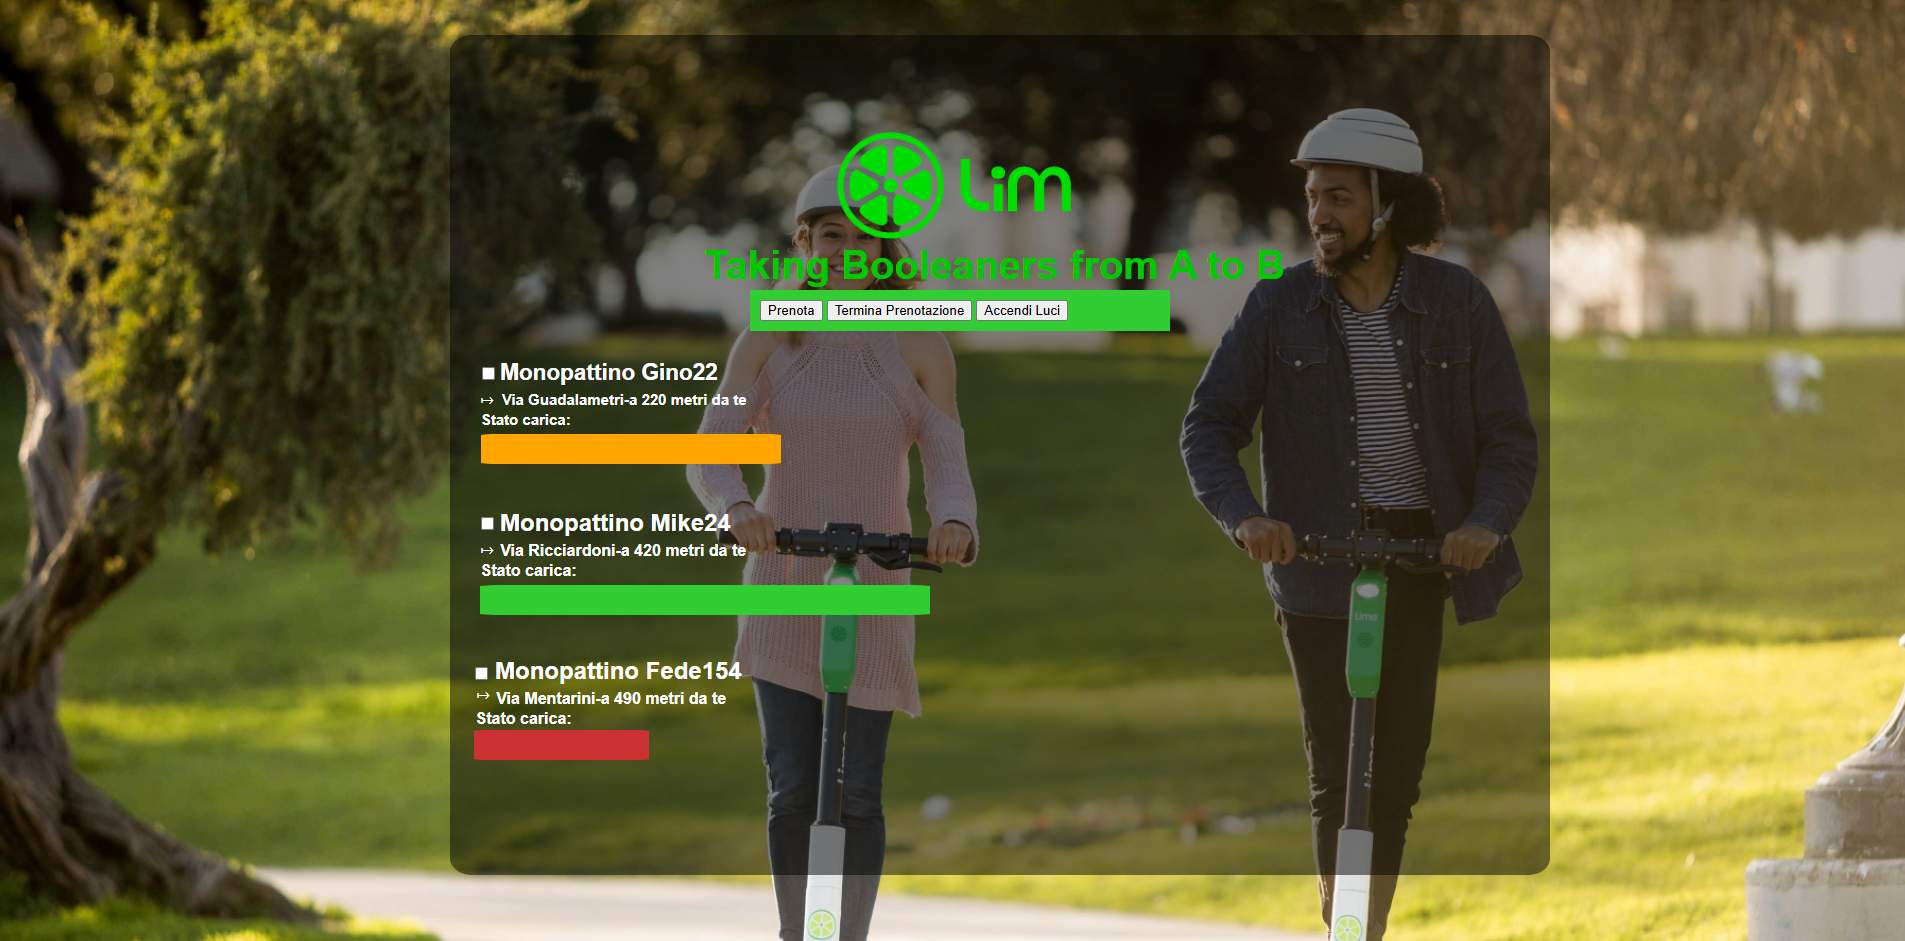 Lim
Taking Booleaners from A to B
Prenota Termina Prenotazione Accendi Luci
Monopattino Gino22
↦ Via Guadalametri-a 220 metri da te
Stato carica:
Monopattino Mike24
↦ Via Ricciardoni-a 420 metri da te
Stato carica:
Lime
Monopattino Fede154
↦ Via Mentarini-a 490 metri da te
Stato carica: